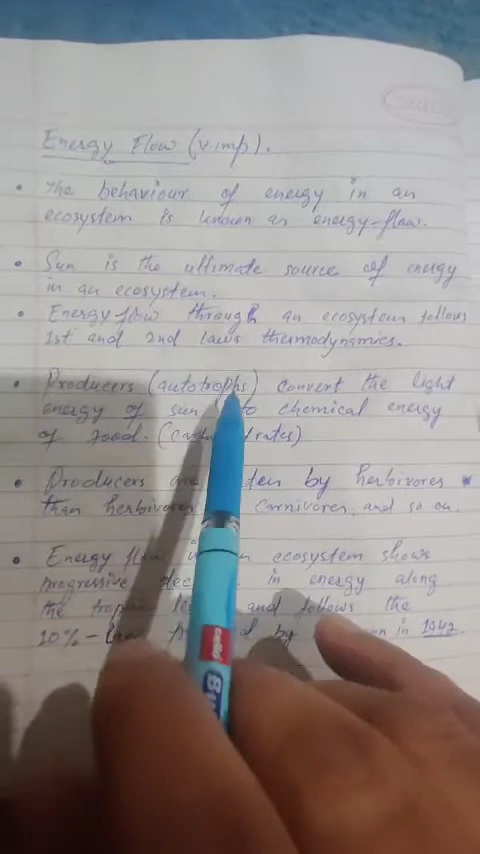 Energy Flow (v.imp).
• The behaviour of energy in an
ecosystem is known as energy-flow.
• Sun is the ultimate source of energy
in an ecosystem.
• Energy flow through an ecosystem follows
1st and 2nd laws thermodynamics.
• Producers (autotrophs) convert the light
energy of sun to chemical energy
of food. (
• Producers by herbivores
than herbivores carnivores and so on.
• Energy flow ecosystem shows
progressive in energy along
the and follows the
10% - by in 1942.
cello